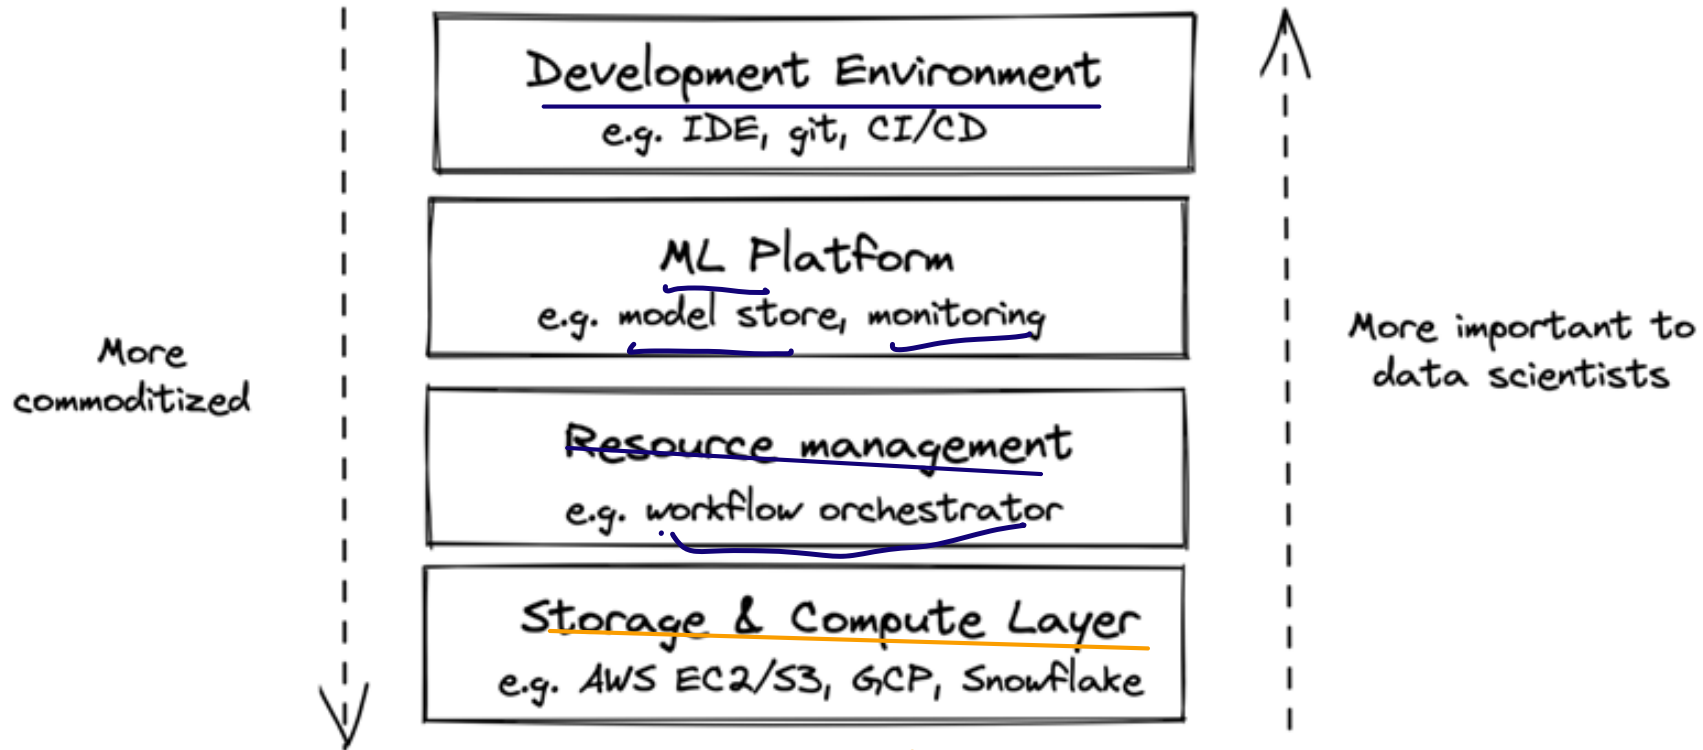 Development Environment
e.g. IDE, git, CI/CD
ML Platform
e.g. model store, monitoring
More
commoditized
More important to
data scientists
Resource management
e.g. workflow orchestrator
Storage & Compute Layer
e.g. AWS EC2/S3, GCP, Snowflake